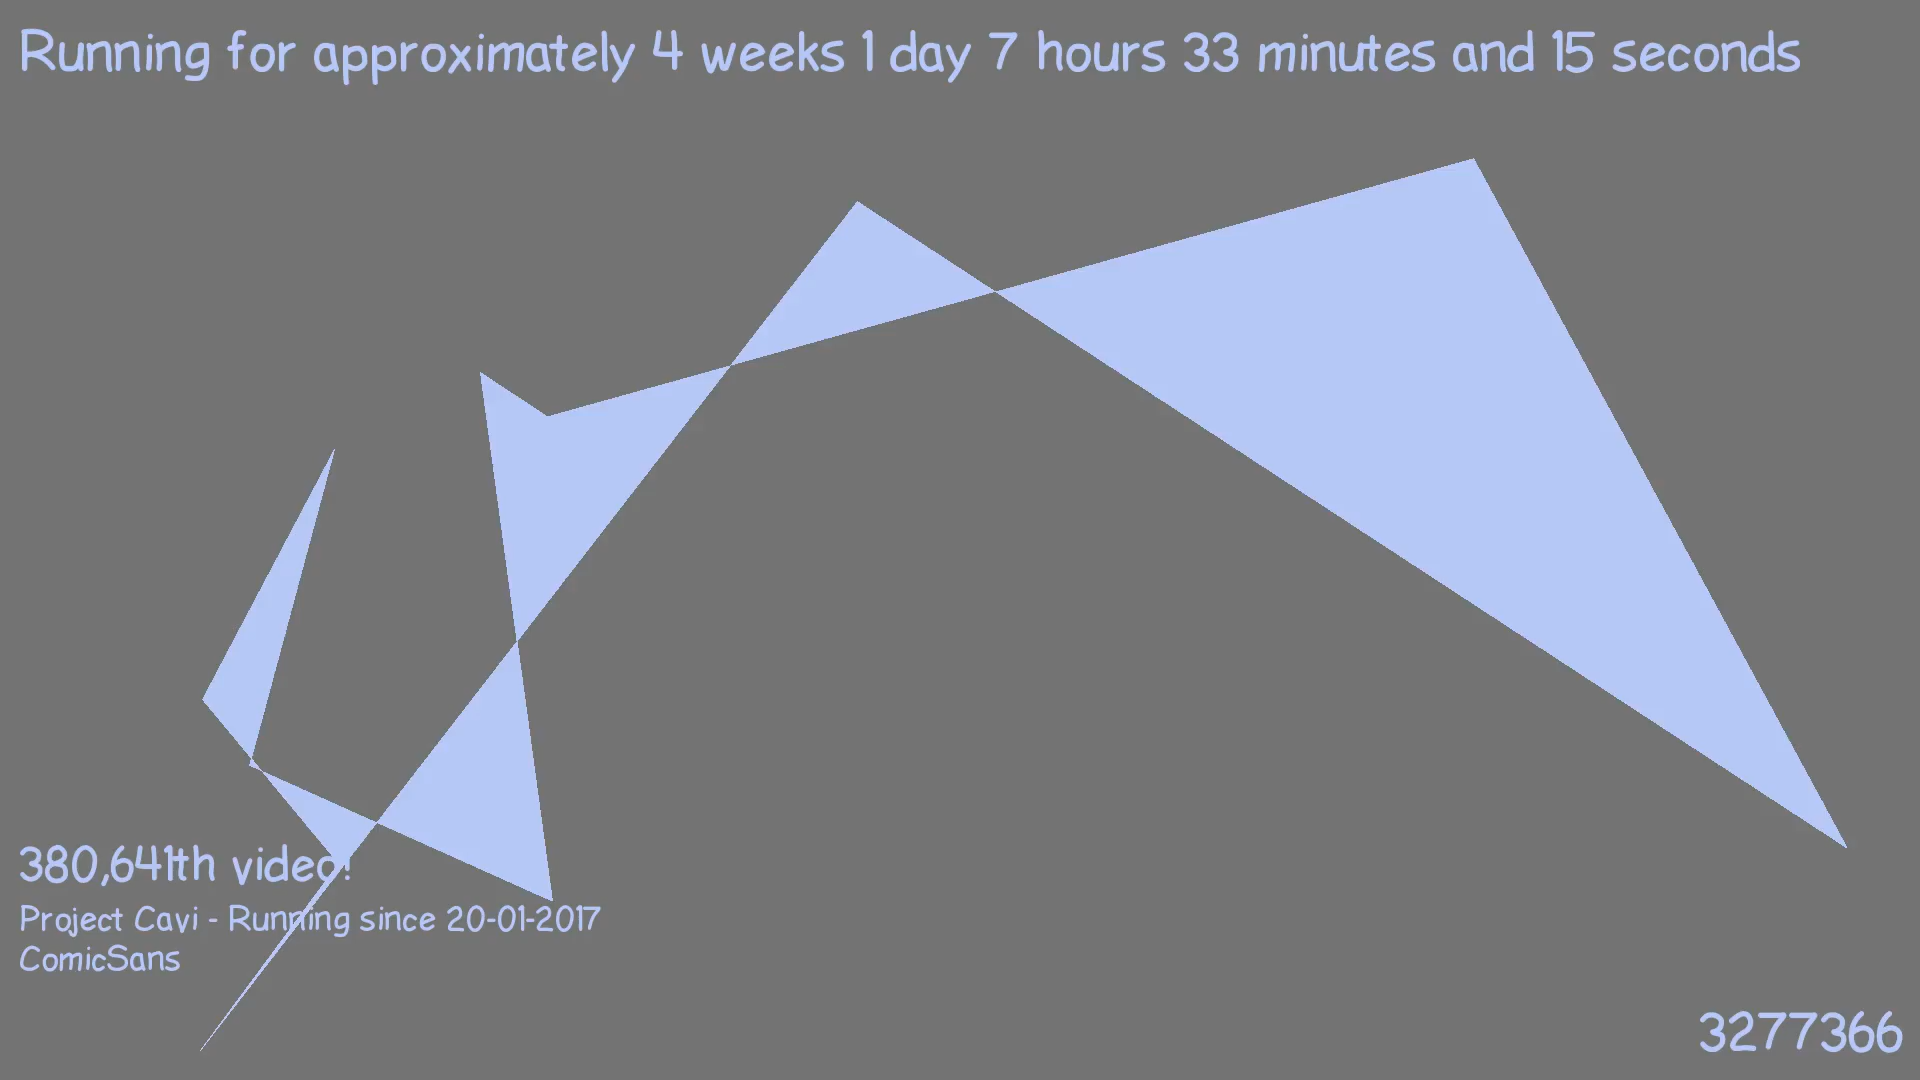 Running for approximately 4 weeks 1 day 7 hours 33 minutes and 15 seconds
380,641th video!
Project Cavi - Running since 20-01-2017
ComicSans
3277366